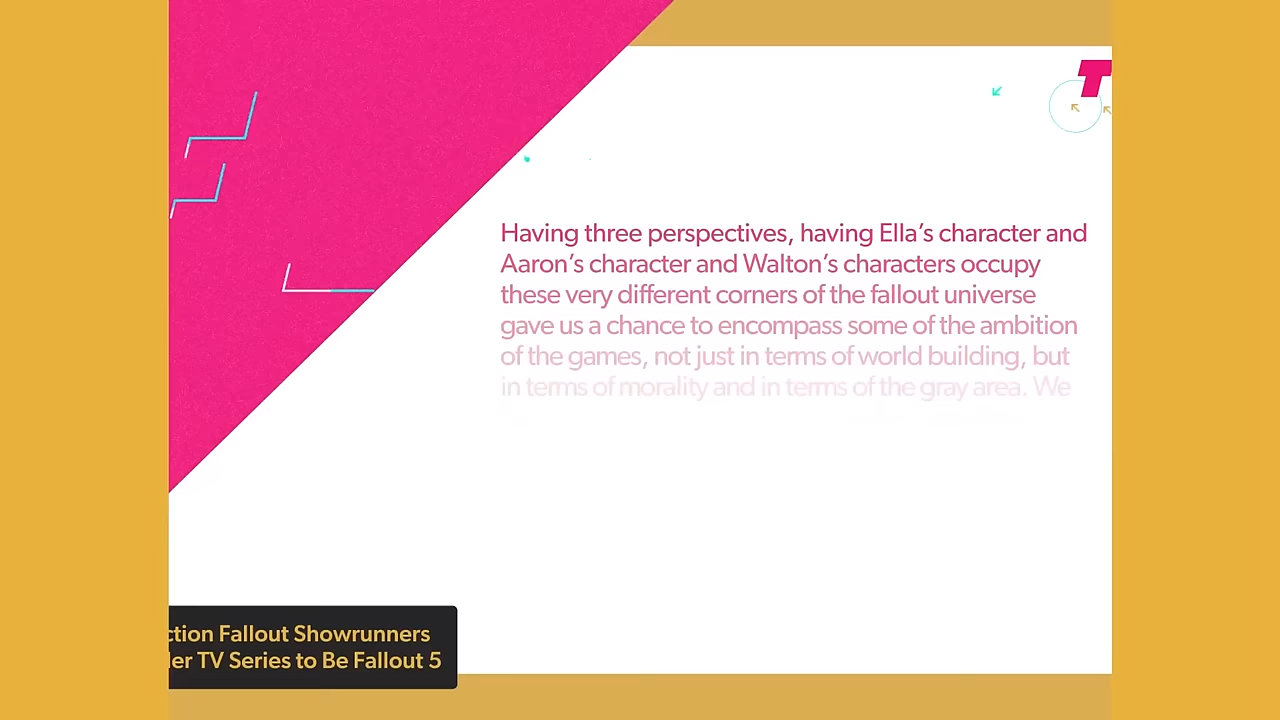 T
Having three perspectives, having Ella’s character and
Aaron’s character and Walton’s characters occupy
these very different corners of the fallout universe
gave us a chance to encompass some of the ambition
of the games, not just in terms of world building, but
in terms of morality and in terms of the gray area. We
Fallout Showrunners
TV Series to Be Fallout 5